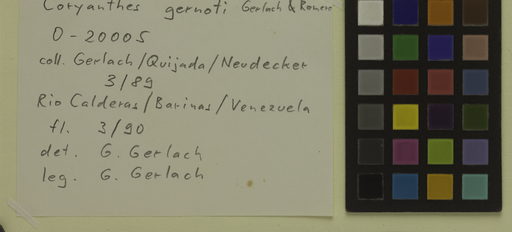 Coryanthes gernoti Gerlach & Romero
O-20005
coll. Gerlach/Quijada/Neudecker
3/89
Rio Calderas/Barinas/Venezuela
fl. 3/90
det. G. Gerlach
leg. G. Gerlach